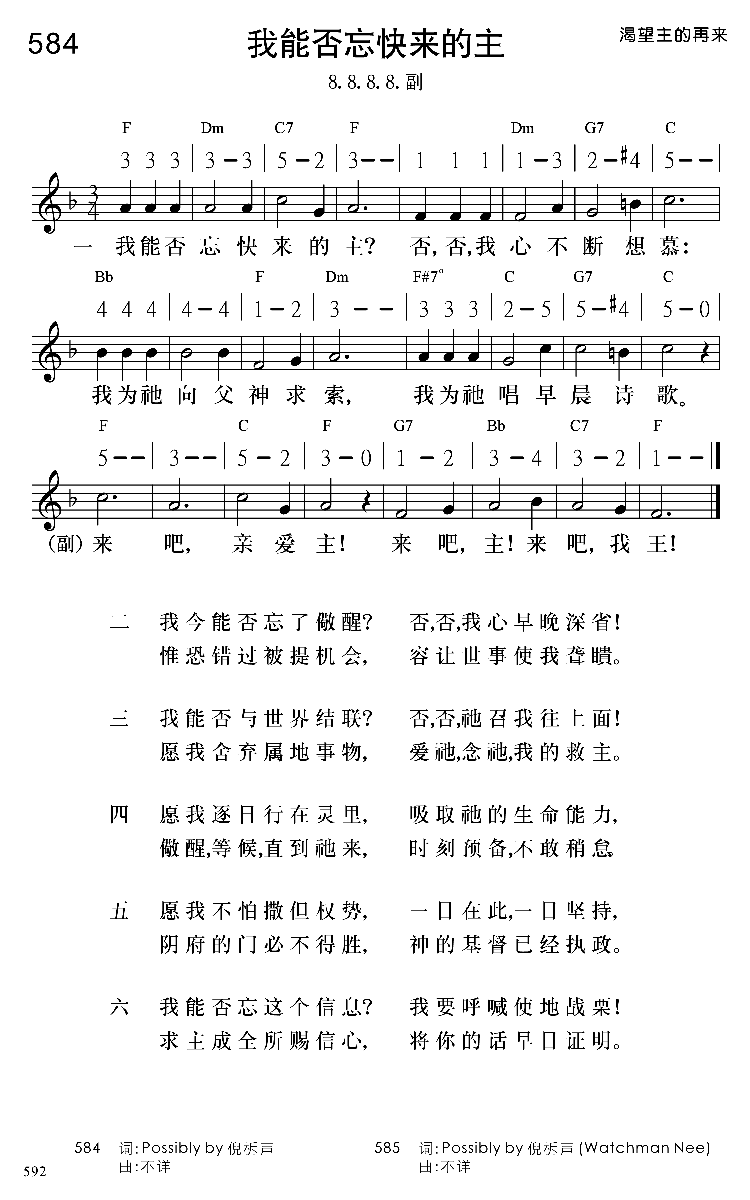 584 我能否忘快来的主 渴望主的再来
8.8.8.8.副
F Dm C7 F Dm G7 C
3 3 3 | 3 – 3 | 5 – 2 | 3 – – | 1 1 1 | 1 – 3 | 2 – #4 | 5 – – |
3/4
一 我能否 忘 快 来 的 主? 否,否,我 心 不 断 想 慕:
Bb F Dm F#7° C G7 C
4 4 4 | 4 – 4 | 1 – 2 | 3 – – | 3 3 3 | 2 – 5 | 5 – #4 | 5 – 0 |
我为祂 向 父 神 求 索, 我为祂 唱 早 晨 诗 歌。
F C F G7 Bb C7 F
5 – – | 3 – – | 5 – 2 | 3 – 0 | 1 – 2 | 3 – 4 | 3 – 2 | 1 – – ‖
(副)来 吧, 亲 爱 主! 来 吧,主!来 吧,我 王!
二 我今能否忘了儆醒? 否,否,我心早晚深省!
惟恐错过被提机会, 容让世事使我聋瞶。
三 我能否与世界结联? 否,否,祂召我往上面!
愿我舍弃属地事物, 爱祂,念祂,我的救主。
四 愿我逐日行在灵里, 吸取祂的生命能力,
儆醒,等候,直到祂来, 时刻预备,不敢稍怠。
五 愿我不怕撒但权势, 一日在此,一日坚持,
阴府的门必不得胜, 神的基督已经执政。
六 我能否忘这个信息? 我要呼喊使地战栗!
求主成全所赐信心, 将你的话早日证明。
584 词:Possibly by 倪柝声 585 词:Possibly by 倪柝声 (Watchman Nee)
曲:不详 曲:不详
592